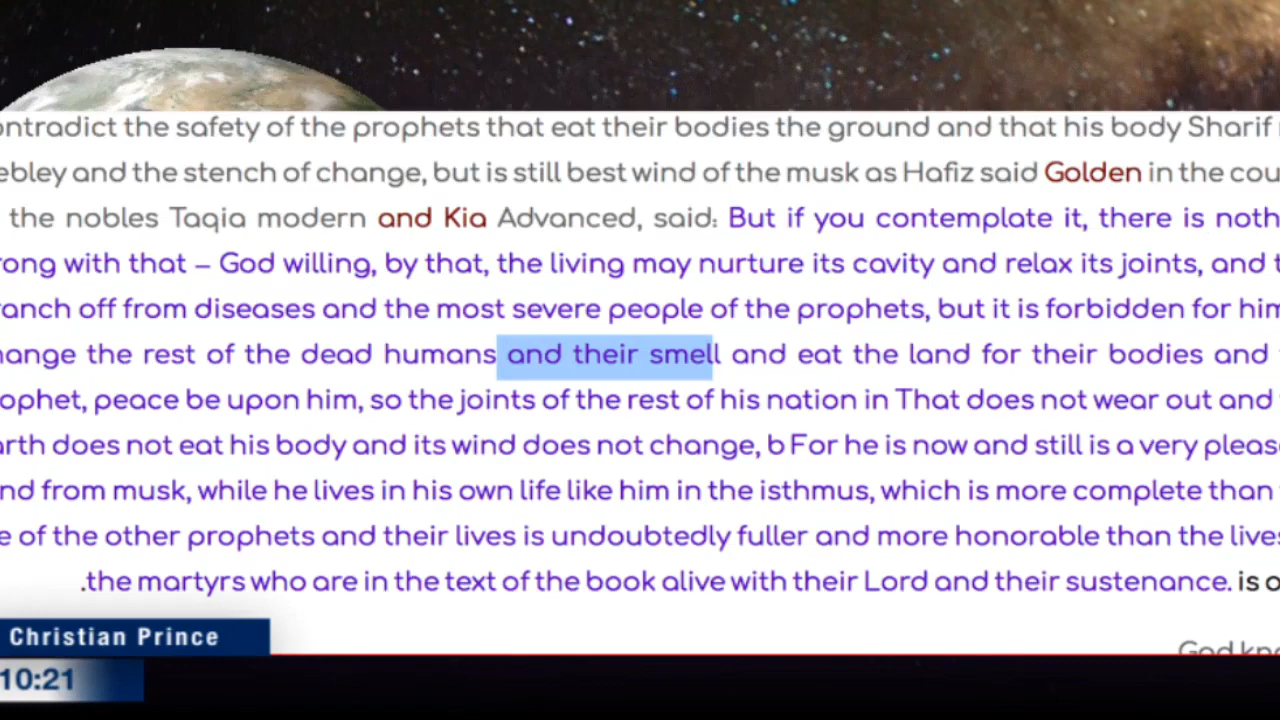 ontradict the safety of the prophets that eat their bodies the ground and that his body Sharif
ebley and the stench of change, but is still best wind of the musk as Hafiz said Golden in the cou
the nobles Taqia modern and Kia Advanced, said: But if you contemplate it, there is noth
rong with that – God willing, by that, the living may nurture its cavity and relax its joints, and t
ranch off from diseases and the most severe people of the prophets, but it is forbidden for him
hange the rest of the dead humans and their smell and eat the land for their bodies and
ophet, peace be upon him, so the joints of the rest of his nation in That does not wear out and
arth does not eat his body and its wind does not change, b For he is now and still is a very pleas
nd from musk, while he lives in his own life like him in the isthmus, which is more complete than
e of the other prophets and their lives is undoubtedly fuller and more honorable than the lives
.the martyrs who are in the text of the book alive with their Lord and their sustenance. is o
God kn
Christian Prince
10:21